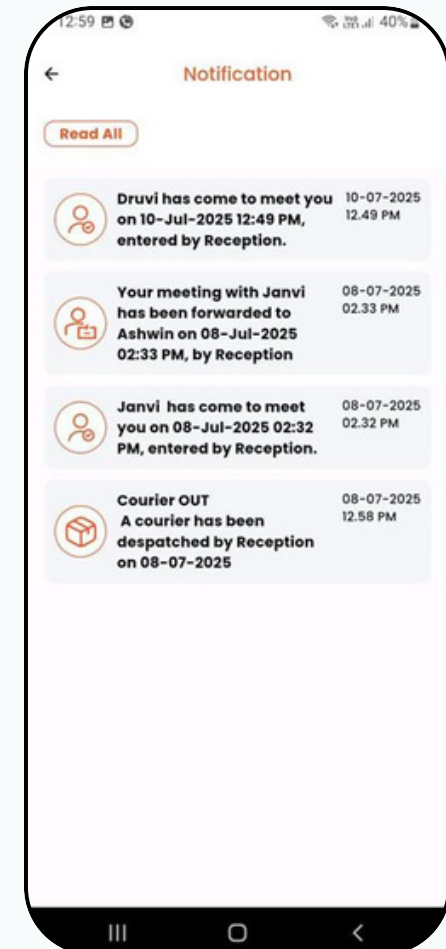 12:59 40%
Notification
Read All
Druvi has come to meet you 10-07-2025
on 10-Jul-2025 12:49 PM, 12.49 PM
entered by Reception.
Your meeting with Janvi 08-07-2025
has been forwarded to 02.33 PM
Ashwin on 08-Jul-2025
02:33 PM, by Reception
Janvi has come to meet 08-07-2025
you on 08-Jul-2025 02:32 02.32 PM
PM, entered by Reception.
Courier OUT 08-07-2025
A courier has been 12.58 PM
despatched by Reception
on 08-07-2025